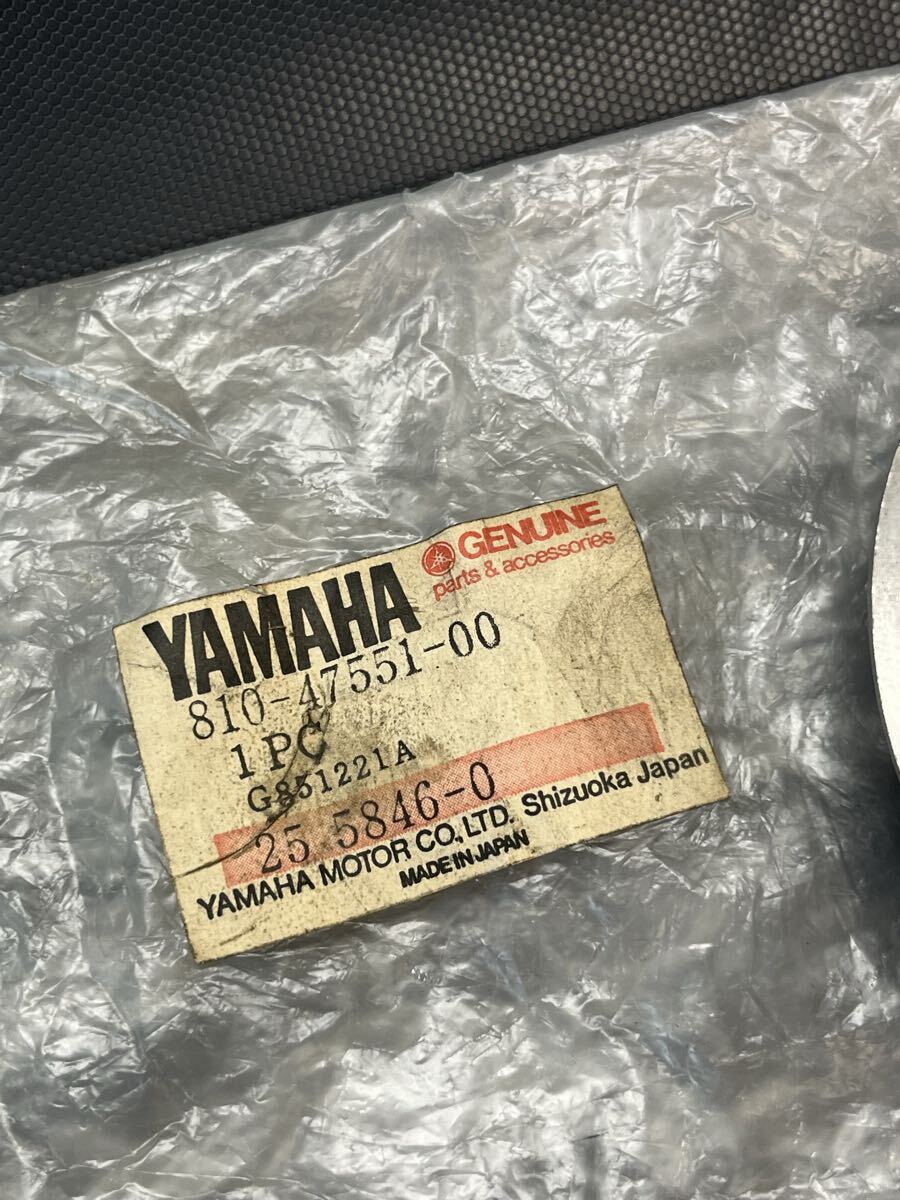 YAMAHA
GENUINE
parts & accessories
810-47551-00
1 PC
G831221A
25 5846-0
YAMAHA MOTOR CO., LTD. Shizuoka Japan
MADE IN JAPAN